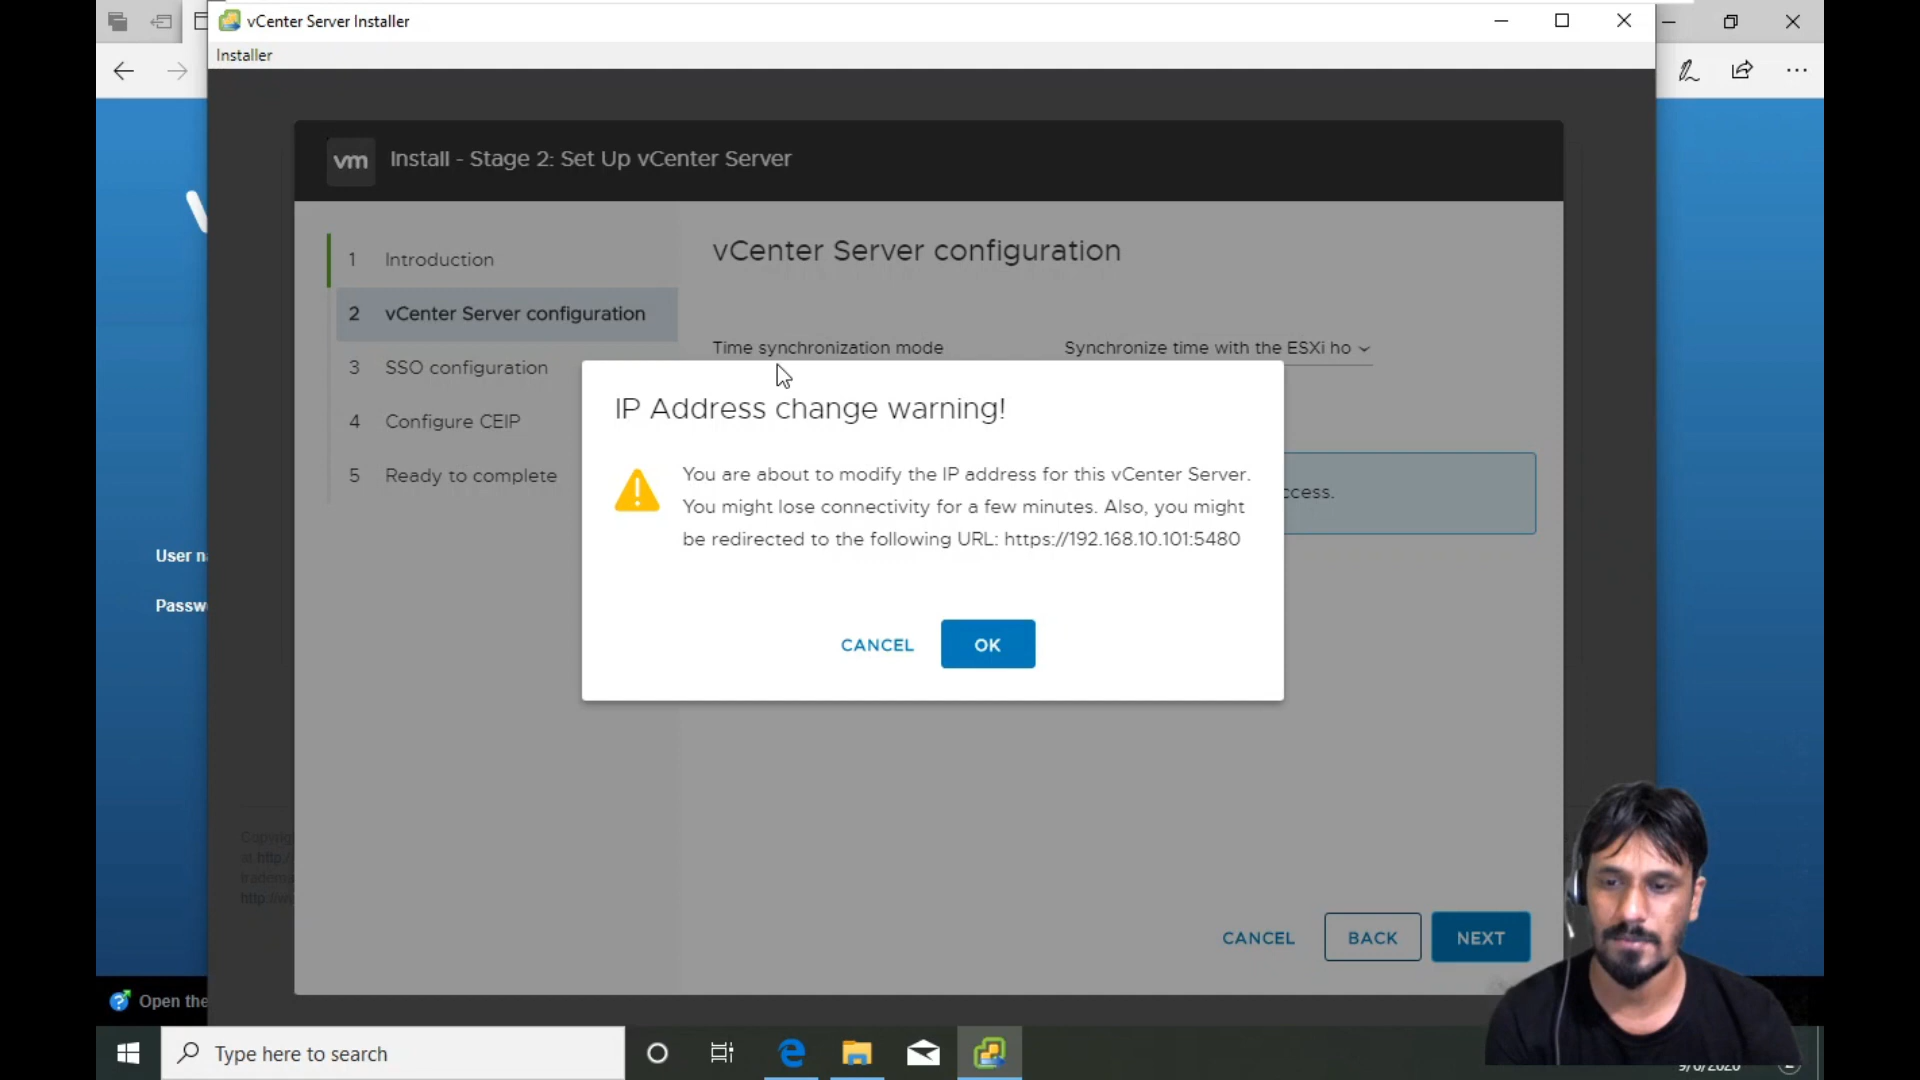 vCenter Server Installer
Installer
vm Install - Stage 2: Set Up vCenter Server
1 Introduction
2 vCenter Server configuration
3 SSO configuration
4 Configure CEIP
5 Ready to complete
vCenter Server configuration
Time synchronization mode
Synchronize time with the ESXi ho
ccess.
IP Address change warning!
You are about to modify the IP address for this vCenter Server.
You might lose connectivity for a few minutes. Also, you might
be redirected to the following URL: https://192.168.10.101:5480
CANCEL OK
User n
Passw
Copyrig
at http:/
tradema
CANCEL BACK NEXT
Open the
Type here to search